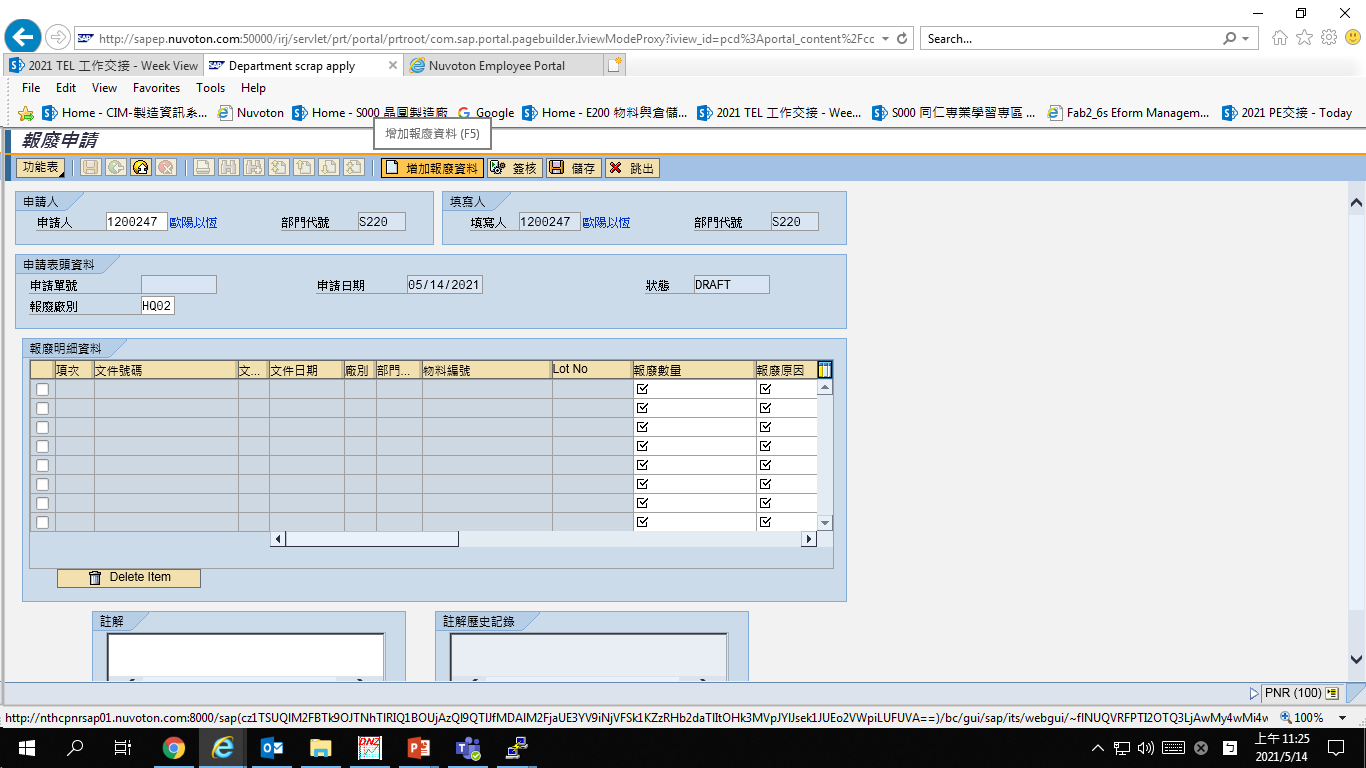 http://sapep.nuvoton.com:50000/irj/servlet/prt/portal/prtroot/com.sap.portal.pagebuilder.IviewModeProxy?iview_id=pcd%3Aportal_content%2Fcc
Search...
2021 TEL 工作交接 - Week View
Department scrap apply
Nuvoton Employee Portal
File Edit View Favorites Tools Help
Home - CIM-製造資訊系...
Nuvoton
Home - S000 晶圓製造廠
Google
Home - E200 物料與倉儲...
2021 TEL 工作交接 - Wee...
S000 同仁專業學習專區 ...
Fab2_6s Eform Managem...
2021 PE交接 - Today
增加報廢資料 (F5)
報廢申請
功能表
增加報廢資料
簽核
儲存
跳出
申請人
填寫人
申請人 1200247 歐陽以恆 部門代號 S220
填寫人 1200247 歐陽以恆 部門代號 S220
申請表頭資料
申請單號 申請日期 05/14/2021 狀態 DRAFT
報廢廠別 HQ02
報廢明細資料
項次 文件號碼 文... 文件日期 廠別 部門... 物料編號 Lot No 報廢數量 報廢原因
Delete Item
註解
註解歷史記錄
PNR (100)
100%
上午 11:25
2021/5/14